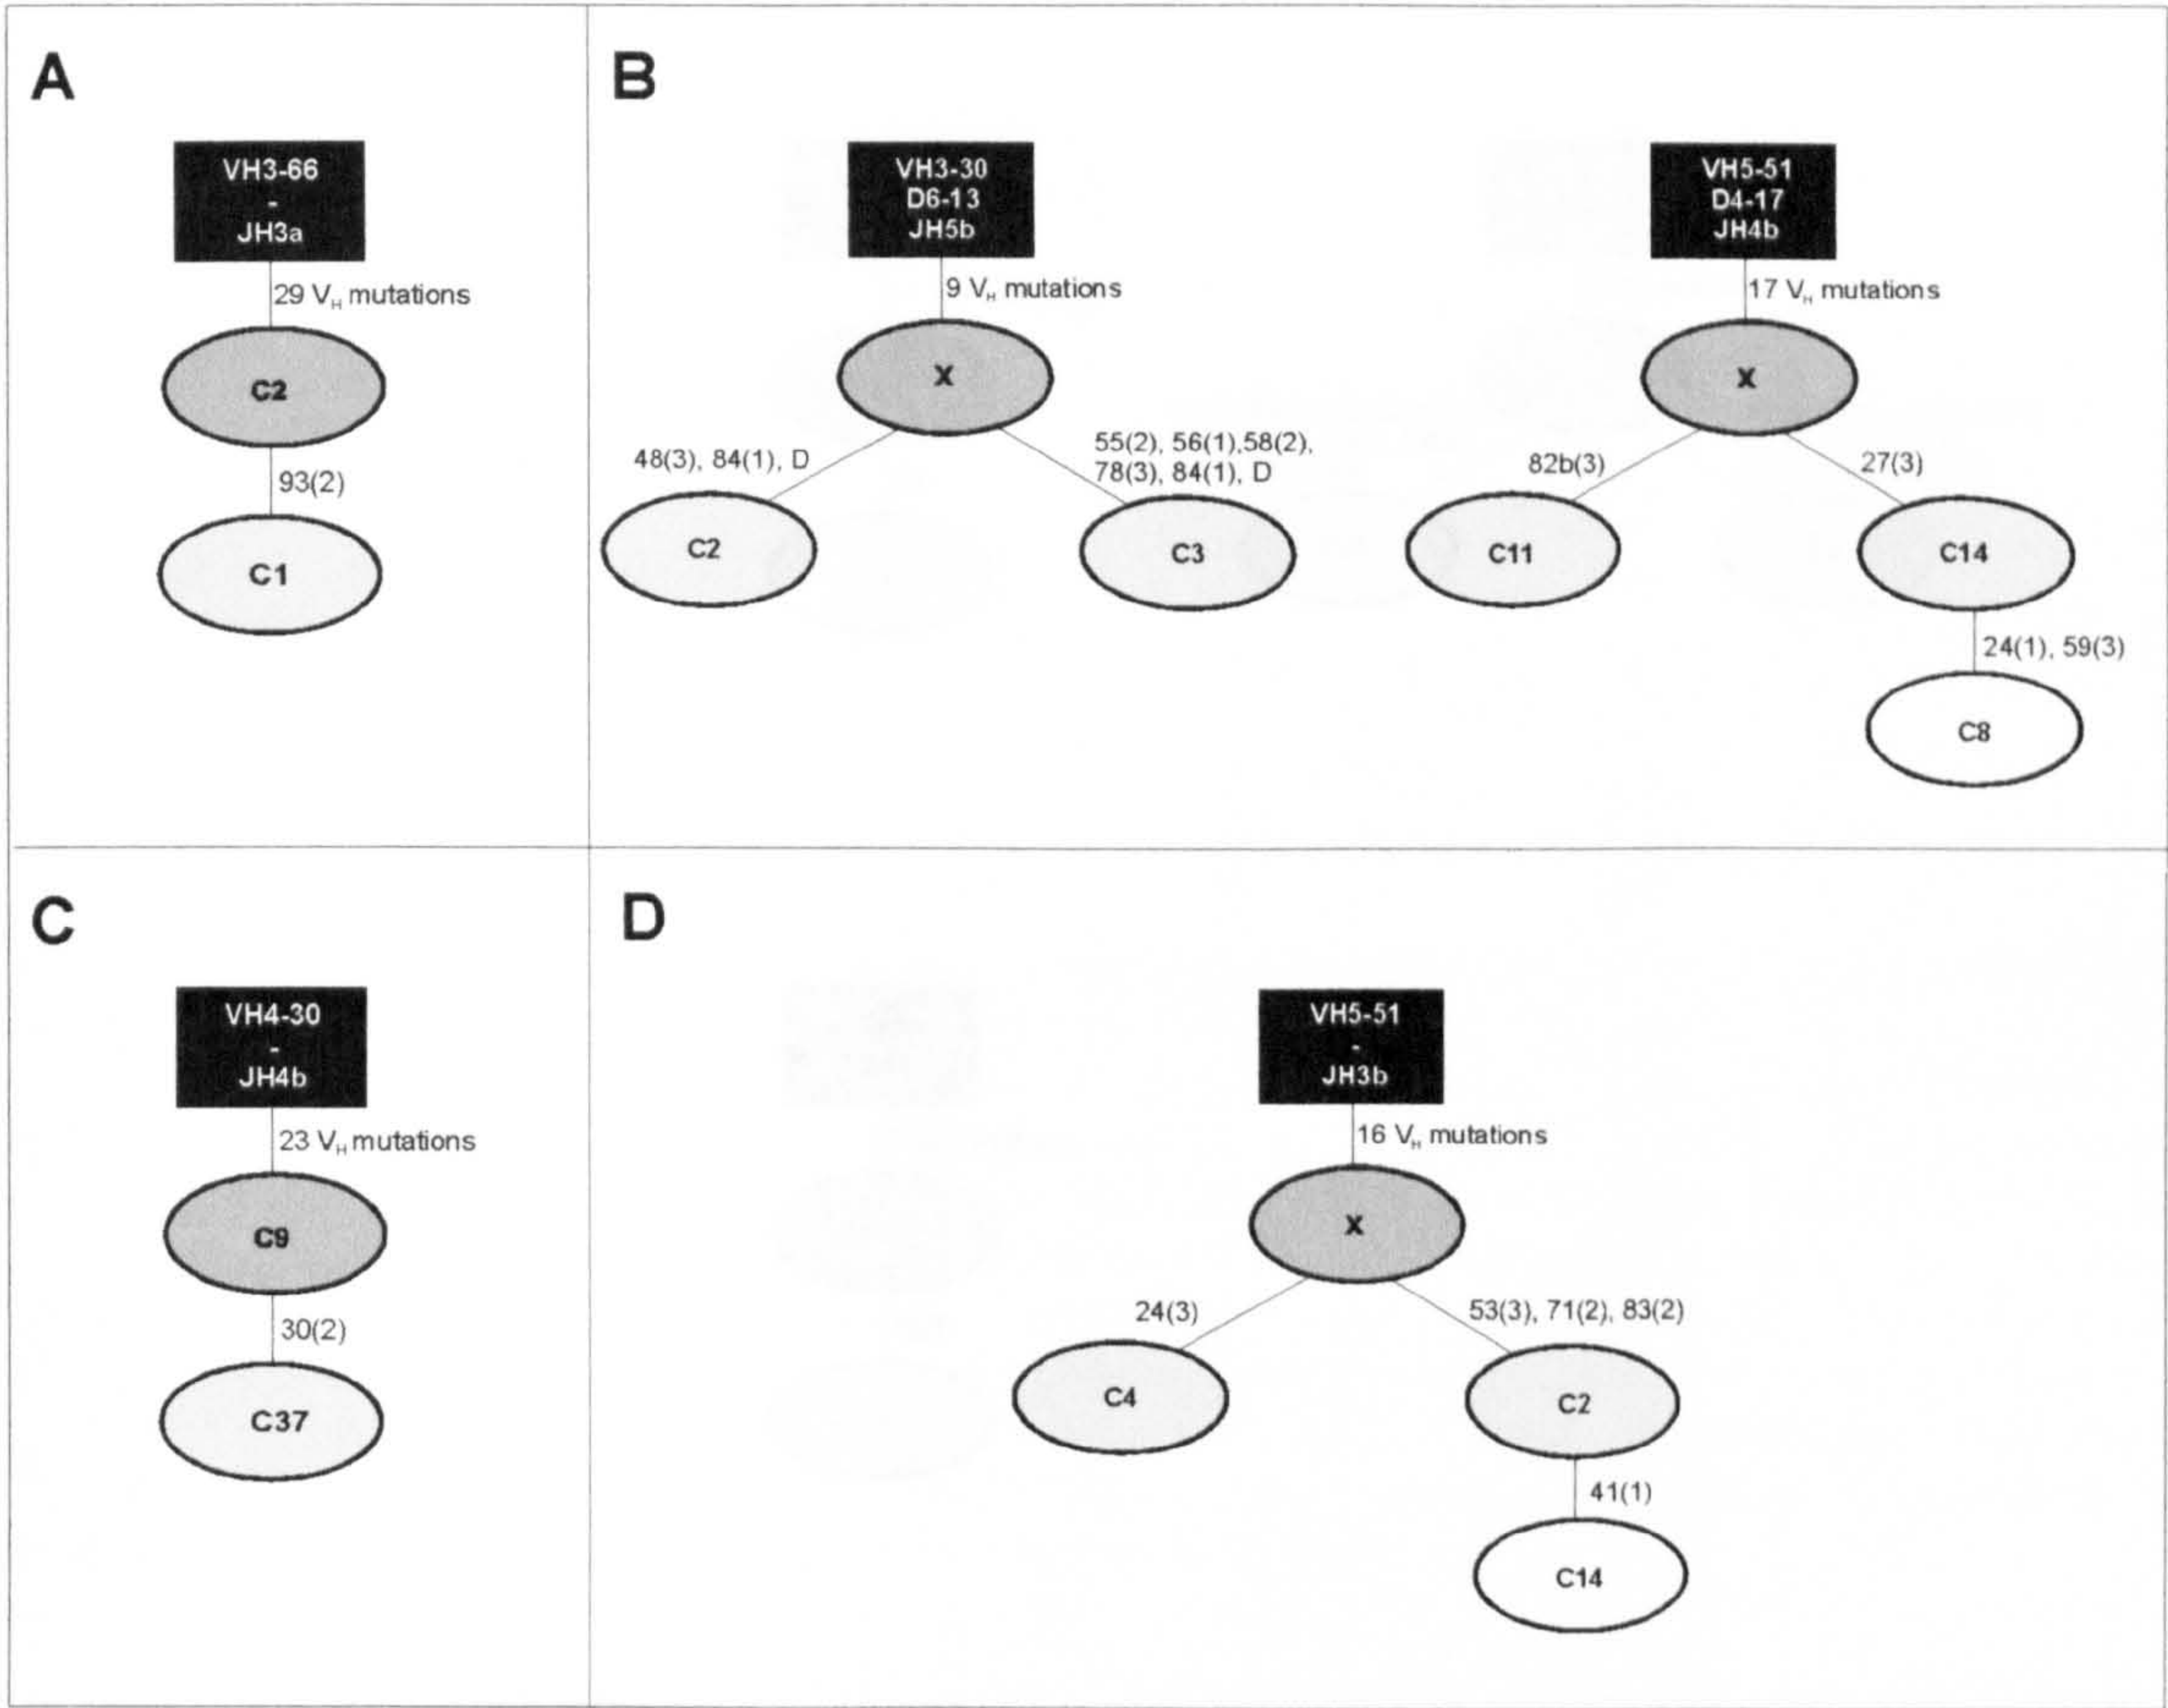 A
VH3-66
-
JH3a
29 VH mutations
C2
93(2)
C1
B
VH3-30
D6-13
JH5b
9 VH mutations
X
48(3), 84(1), D
55(2), 56(1),58(2),
78(3), 84(1), D
C2
C3
VH5-51
D4-17
JH4b
17 VH mutations
X
82b(3)
27(3)
C11
C14
24(1), 59(3)
C8
C
VH4-30
-
JH4b
23 VH mutations
C9
30(2)
C37
D
VH5-51
-
JH3b
16 VH mutations
X
24(3)
53(3), 71(2), 83(2)
C4
C2
41(1)
C14